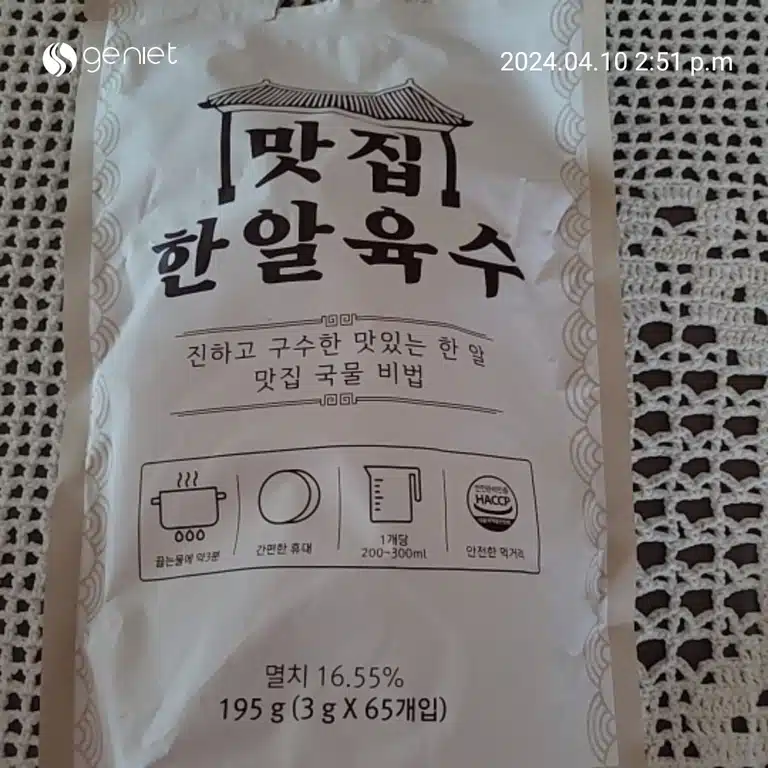 geniet
2024.04.10 2:51 p.m
맛집
한알육수
진하고 구수한 맛있는 한 알
맛집 국물 비법
끓는물에 약3분
간편한 휴대
1개당
200~300ml
HACCP
안전한 먹거리
멸치 16.55%
195 g (3 g X 65개입)